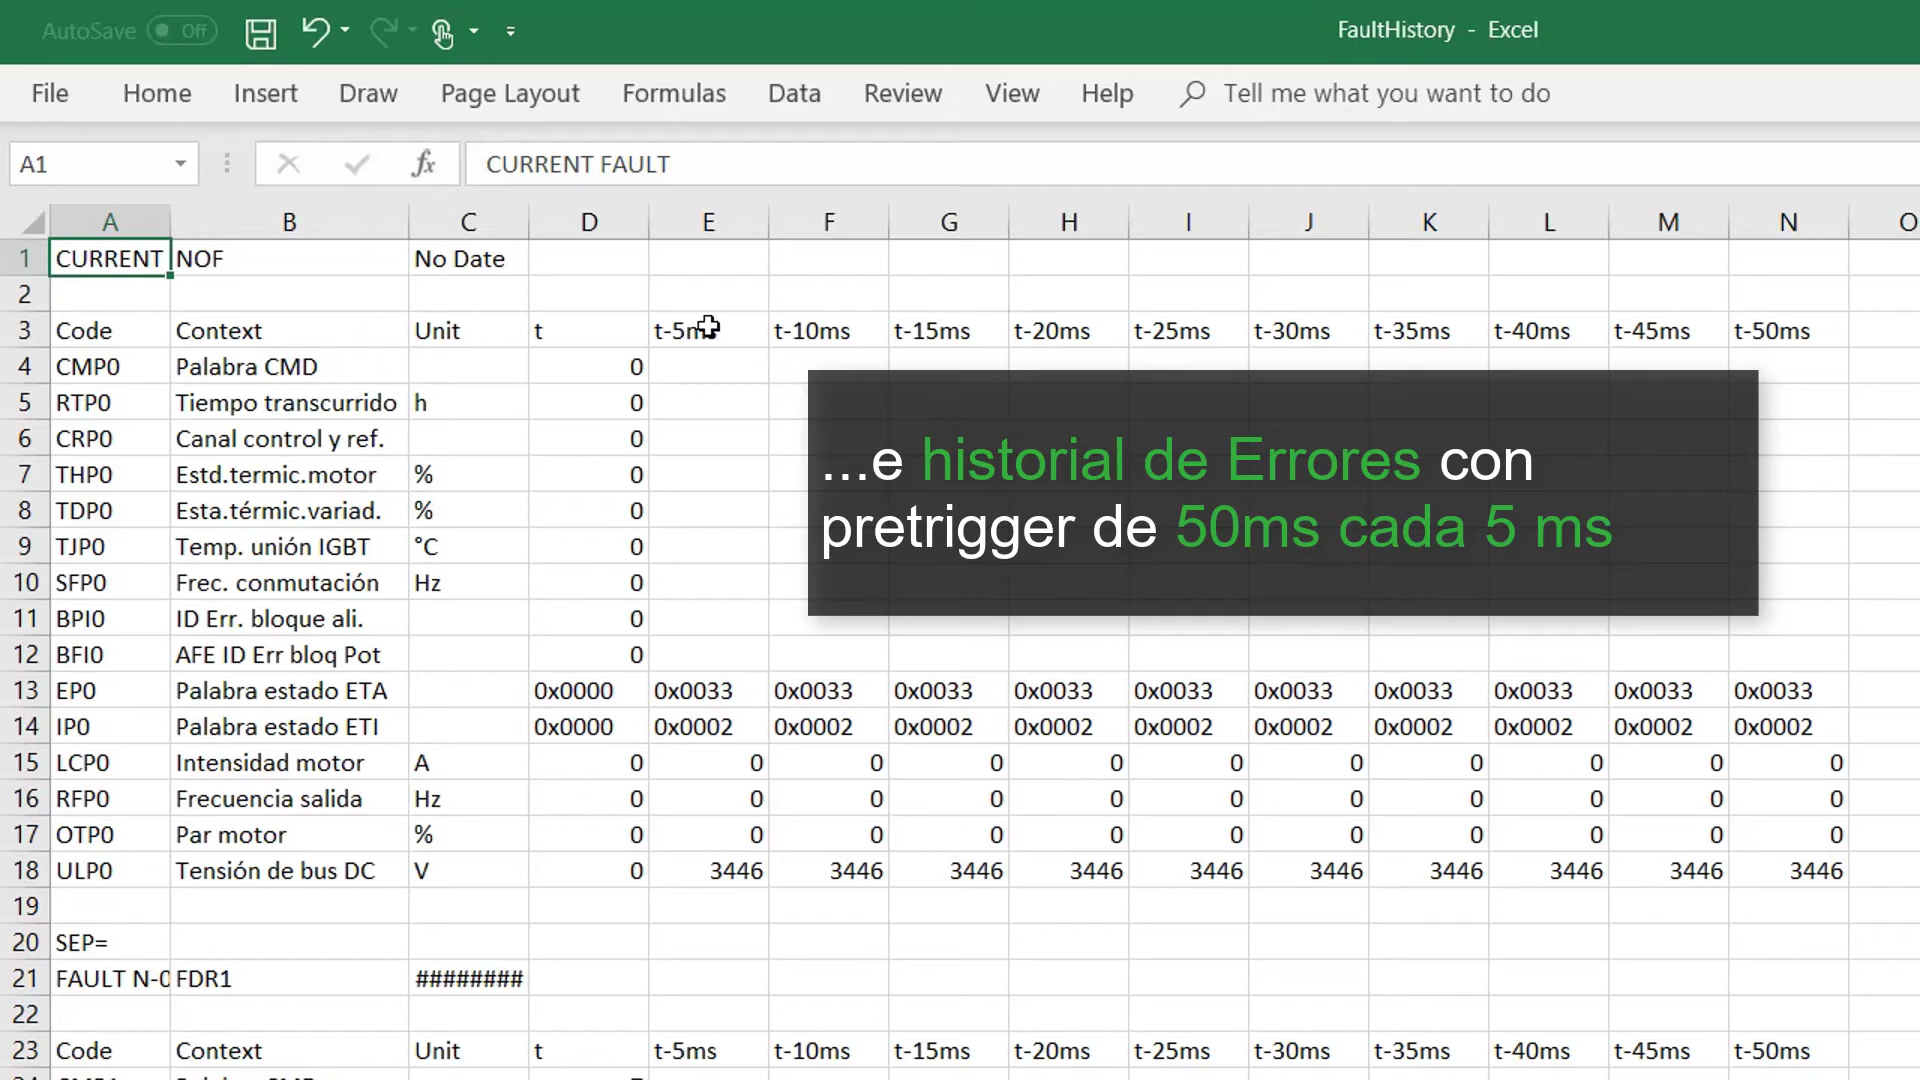 AutoSave Off FaultHistory - Excel
File Home Insert Draw Page Layout Formulas Data Review View Help Tell me what you want to do
A1 fx CURRENT FAULT
A B C D E F G H I J K L M N O
1 CURRENT NOF No Date
2
3 Code Context Unit t t-5ms t-10ms t-15ms t-20ms t-25ms t-30ms t-35ms t-40ms t-45ms t-50ms
4 CMP0 Palabra CMD 0
5 RTP0 Tiempo transcurrido h 0
6 CRP0 Canal control y ref. 0
7 THP0 Estd.termic.motor % 0
8 TDP0 Esta.térmic.variad. % 0
9 TJP0 Temp. unión IGBT °C 0
10 SFP0 Frec. conmutación Hz 0
11 BPI0 ID Err. bloque ali. 0
12 BFI0 AFE ID Err bloq Pot 0
...e historial de Errores con
pretrigger de 50ms cada 5 ms
13 EP0 Palabra estado ETA 0x0000 0x0033 0x0033 0x0033 0x0033 0x0033 0x0033 0x0033 0x0033 0x0033 0x0033
14 IP0 Palabra estado ETI 0x0000 0x0002 0x0002 0x0002 0x0002 0x0002 0x0002 0x0002 0x0002 0x0002 0x0002
15 LCP0 Intensidad motor A 0 0 0 0 0 0 0 0 0 0 0
16 RFP0 Frecuencia salida Hz 0 0 0 0 0 0 0 0 0 0 0
17 OTP0 Par motor % 0 0 0 0 0 0 0 0 0 0 0
18 ULP0 Tensión de bus DC V 0 3446 3446 3446 3446 3446 3446 3446 3446 3446 3446
19
20 SEP=
21 FAULT N-0 FDR1 ########
22
23 Code Context Unit t t-5ms t-10ms t-15ms t-20ms t-25ms t-30ms t-35ms t-40ms t-45ms t-50ms